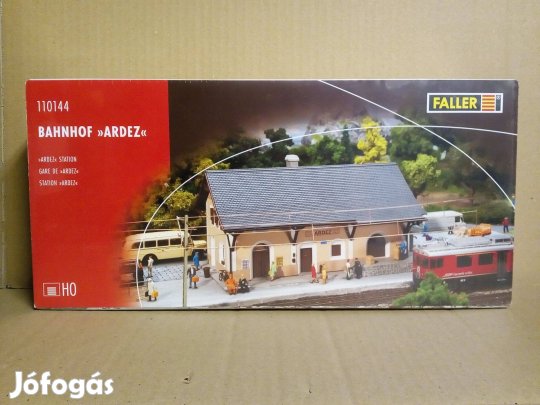 110144
BAHNHOF »ARDEZ«
»ARDEZ« STATION
GARE DE »ARDEZ«
STATION »ARDEZ«
H0
FALLER
ARDEZ
Jófogás